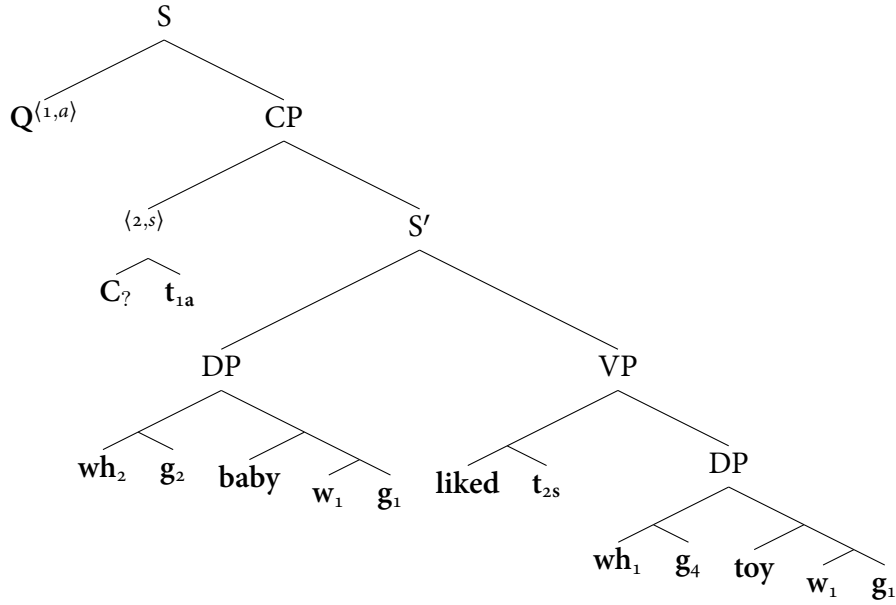 S
Q⟨1,a⟩ CP
⟨2,s⟩ S′
C? t1a
DP VP
wh2 g2 baby w1 g1 liked t2s DP
wh1 g4 toy w1 g1